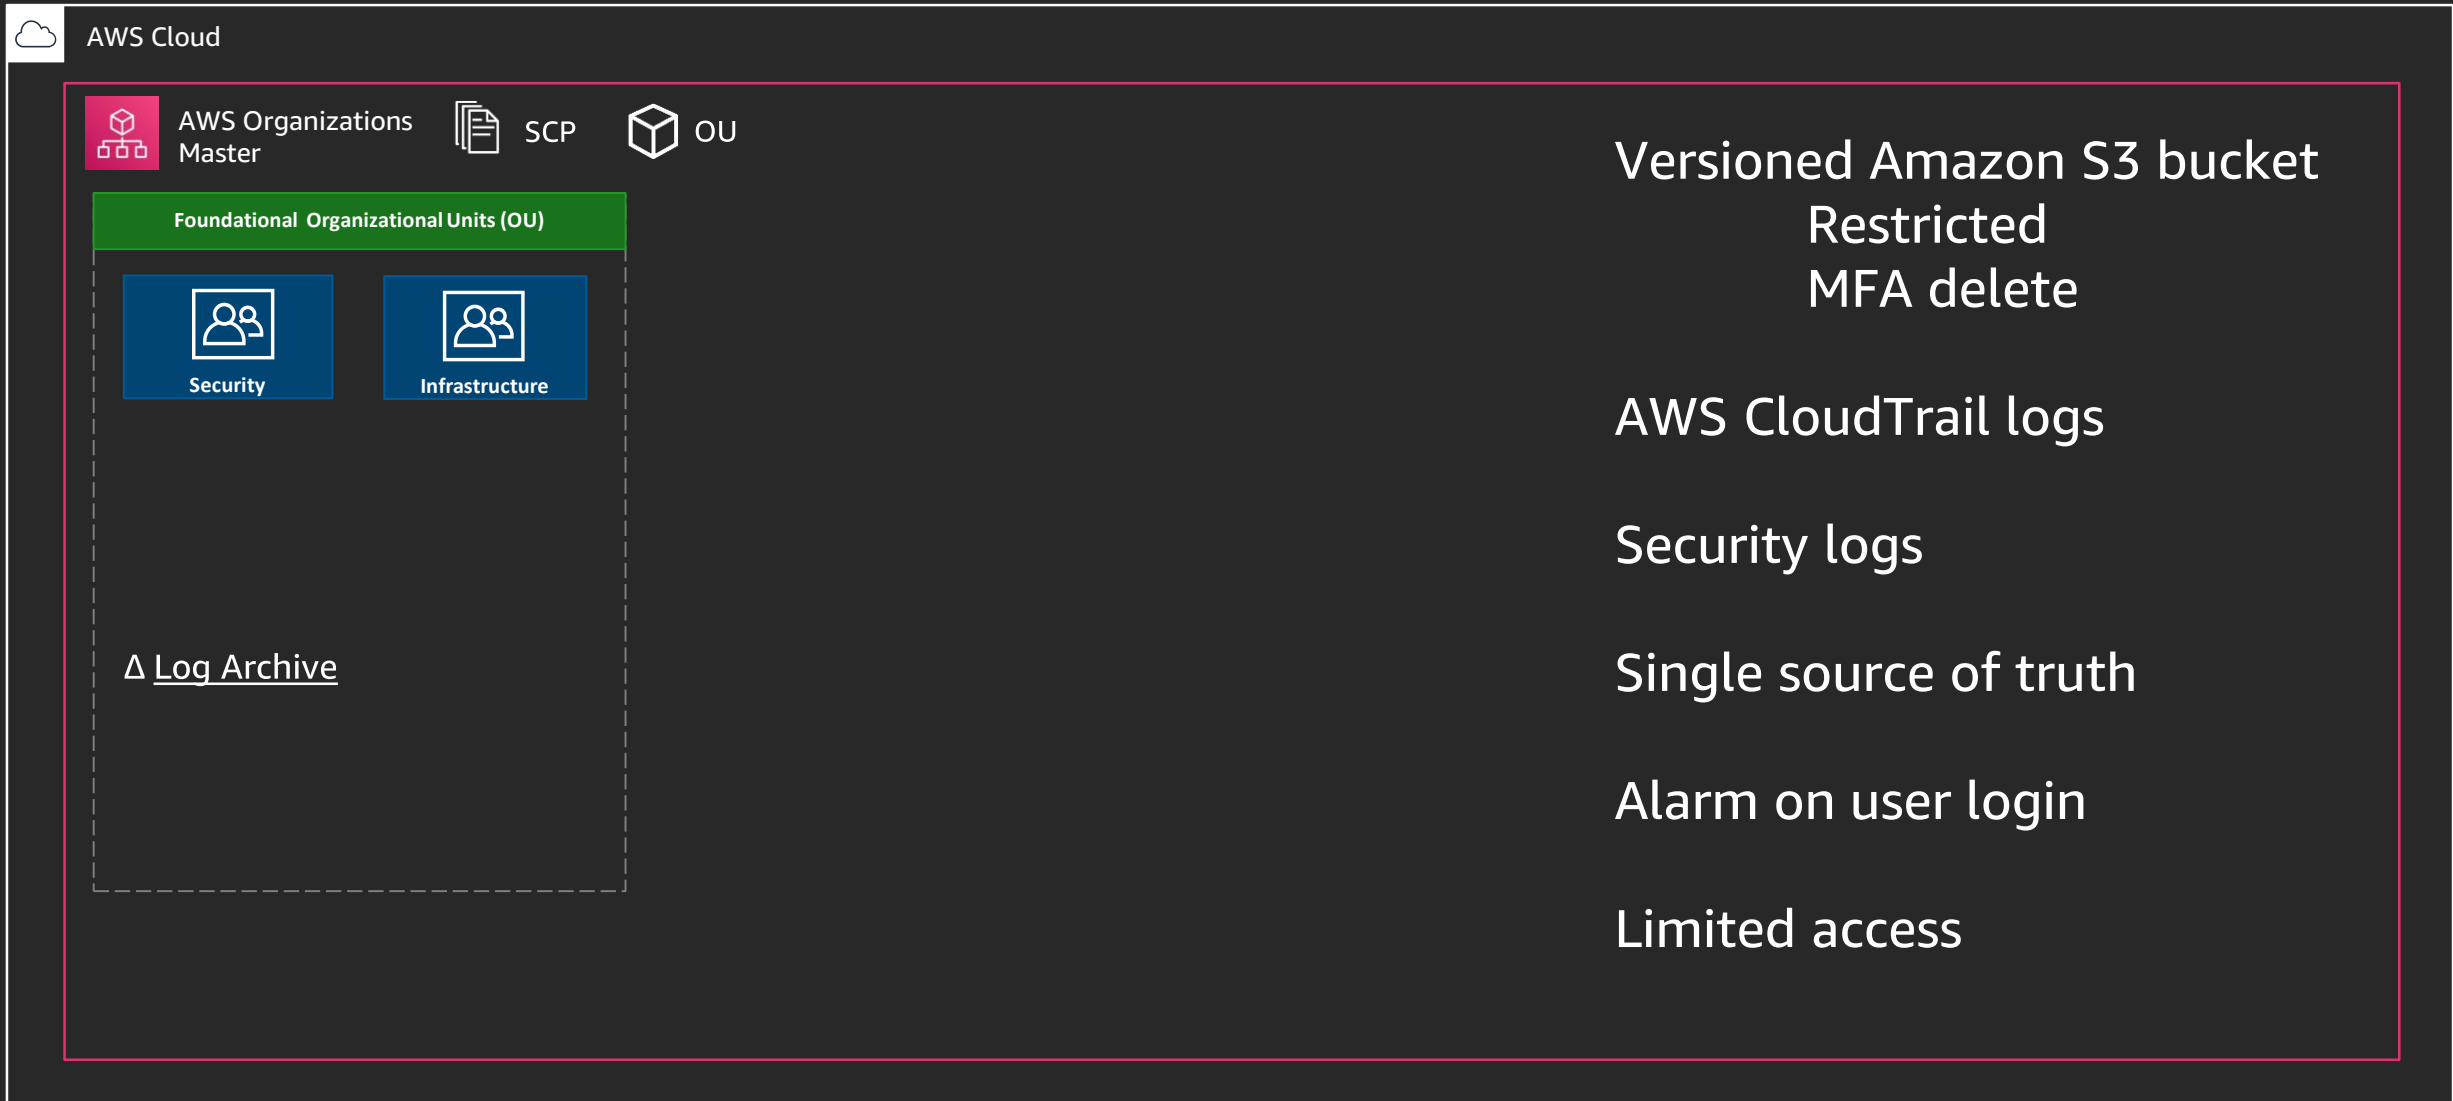 AWS Cloud
AWS Organizations
Master
SCP
OU
Foundational Organizational Units (OU)
Security
Infrastructure
Δ Log Archive
Versioned Amazon S3 bucket
Restricted
MFA delete
AWS CloudTrail logs
Security logs
Single source of truth
Alarm on user login
Limited access